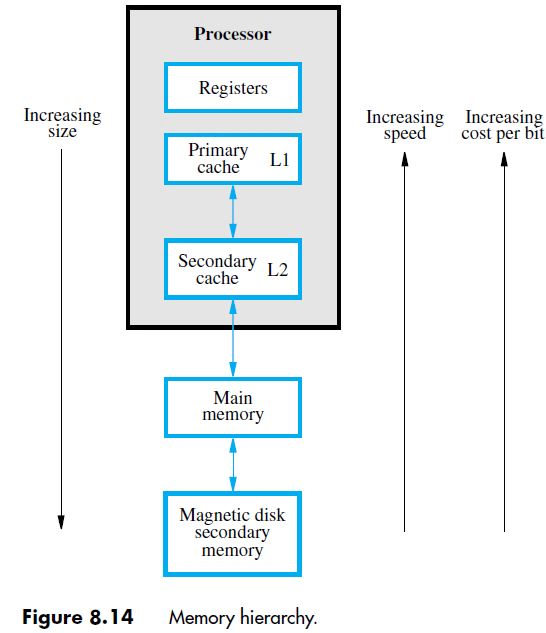 Processor
Registers
Increasing
size
Increasing
speed
Increasing
cost per bit
Primary
cache
L1
Secondary
cache
L2
Main
memory
Magnetic disk
secondary
memory
Figure 8.14 Memory hierarchy.